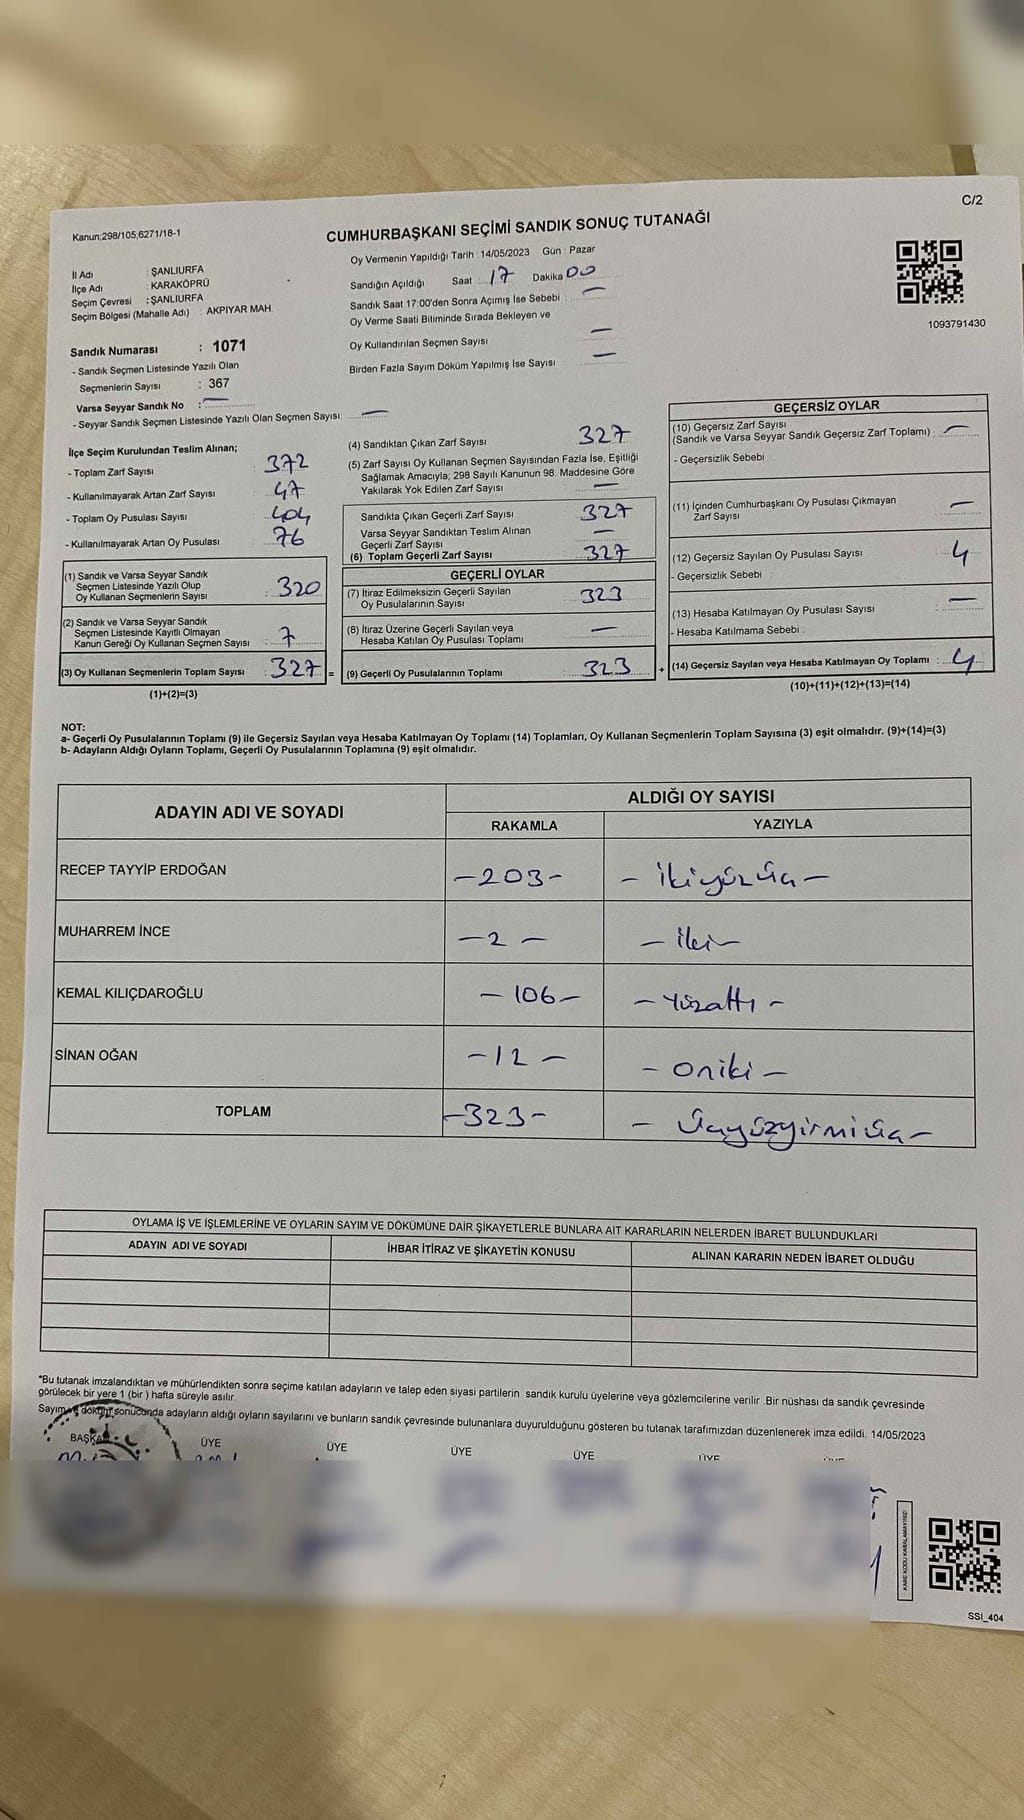 C/2
Kanun;298/105;6271/18-1
CUMHURBAŞKANI SEÇİMİ SANDIK SONUÇ TUTANAĞI
İl Adı : ŞANLIURFA
İlçe Adı : KARAKÖPRÜ
Seçim Çevresi : ŞANLIURFA
Seçim Bölgesi (Mahalle Adı) : AKPIYAR MAH.
Oy Vermenin Yapıldığı Tarih : 14/05/2023 Gün : Pazar
Sandığın Açıldığı Saat : 17 Dakika 00
Sandık Saat 17:00'den Sonra Açımış İse Sebebi : —
Oy Verme Saati Bitiminde Sırada Bekleyen ve
Oy Kullandırılan Seçmen Sayısı —
Birden Fazla Sayım Döküm Yapılmış İse Sayısı —
1093791430
Sandık Numarası : 1071
- Sandık Seçmen Listesinde Yazılı Olan
Seçmenlerin Sayısı : 367
Varsa Seyyar Sandık No : —
- Seyyar Sandık Seçmen Listesinde Yazılı Olan Seçmen Sayısı: —
İlçe Seçim Kurulundan Teslim Alınan;
- Toplam Zarf Sayısı : 372
- Kullanılmayarak Artan Zarf Sayısı : 47
- Toplam Oy Pusulası Sayısı : 404
- Kullanılmayarak Artan Oy Pusulası : 76
(1) Sandık ve Varsa Seyyar Sandık
Seçmen Listesinde Yazılı Olup
Oy Kullanan Seçmenlerin Sayısı : 320
(2) Sandık ve Varsa Seyyar Sandık
Seçmen Listesinde Kayıtlı Olmayan
Kanun Gereği Oy Kullanan Seçmen Sayısı : 7
(3) Oy Kullanan Seçmenlerin Toplam Sayısı : 327 =
(1)+(2)=(3)
(4) Sandıktan Çıkan Zarf Sayısı 327
(5) Zarf Sayısı Oy Kullanan Seçmen Sayısından Fazla İse, Eşitliği
Sağlamak Amacıyla; 298 Sayılı Kanunun 98. Maddesine Göre
Yakılarak Yok Edilen Zarf Sayısı —
Sandıkta Çıkan Geçerli Zarf Sayısı 327
Varsa Seyyar Sandıktan Teslim Alınan
Geçerli Zarf Sayısı —
(6) Toplam Geçerli Zarf Sayısı 327
GEÇERLİ OYLAR
(7) İtiraz Edilmeksizin Geçerli Sayılan
Oy Pusulalarının Sayısı : 323
(8) İtiraz Üzerine Geçerli Sayılan veya
Hesaba Katılan Oy Pusulası Toplamı —
(9) Geçerli Oy Pusulalarının Toplamı : 323 +
GEÇERSİZ OYLAR
(10) Geçersiz Zarf Sayısı
(Sandık ve Varsa Seyyar Sandık Geçersiz Zarf Toplamı) : —
- Geçersizlik Sebebi :
(11) İçinden Cumhurbaşkanı Oy Pusulası Çıkmayan
Zarf Sayısı : —
(12) Geçersiz Sayılan Oy Pusulası Sayısı 4
- Geçersizlik Sebebi :
(13) Hesaba Katılmayan Oy Pusulası Sayısı : —
- Hesaba Katılmama Sebebi :
(14) Geçersiz Sayılan veya Hesaba Katılmayan Oy Toplamı : 4
(10)+(11)+(12)+(13)=(14)
NOT:
a- Geçerli Oy Pusulalarının Toplamı (9) ile Geçersiz Sayılan veya Hesaba Katılmayan Oy Toplamı (14) Toplamları, Oy Kullanan Seçmenlerin Toplam Sayısına (3) eşit olmalıdır. (9)+(14)=(3)
b- Adayların Aldığı Oyların Toplamı, Geçerli Oy Pusulalarının Toplamına (9) eşit olmalıdır.
ADAYIN ADI VE SOYADI ALDIĞI OY SAYISI
RAKAMLA YAZIYLA
RECEP TAYYİP ERDOĞAN -203- - ikiyüzüç -
MUHARREM İNCE - 2 - - iki -
KEMAL KILIÇDAROĞLU - 106 - - Yüzaltı -
SİNAN OĞAN - 12 - - oniki -
TOPLAM -323- - üçyüzyirmiüç -
OYLAMA İŞ VE İŞLEMLERİNE VE OYLARIN SAYIM VE DÖKÜMÜNE DAİR ŞİKAYETLERLE BUNLARA AİT KARARLARIN NELERDEN İBARET BULUNDUKLARI
ADAYIN ADI VE SOYADI İHBAR İTİRAZ VE ŞİKAYETİN KONUSU ALINAN KARARIN NEDEN İBARET OLDUĞU
*Bu tutanak imzalandıktan ve mühürlendikten sonra seçime katılan adayların ve talep eden siyasi partilerin sandık kurulu üyelerine veya gözlemcilerine verilir .Bir nüshası da sandık çevresinde
görülecek bir yere 1 (bir ) hafta süreyle asılır.
Sayım ve döküm sonucunda adayların aldığı oyların sayılarını ve bunların sandık çevresinde bulunanlara duyurulduğunu gösteren bu tutanak tarafımızdan düzenlenerek imza edildi. 14/05/2023
BAŞKAN ÜYE ÜYE ÜYE ÜYE ÜYE
KARE KODU KARALAMAYINIZ!
SSI_404